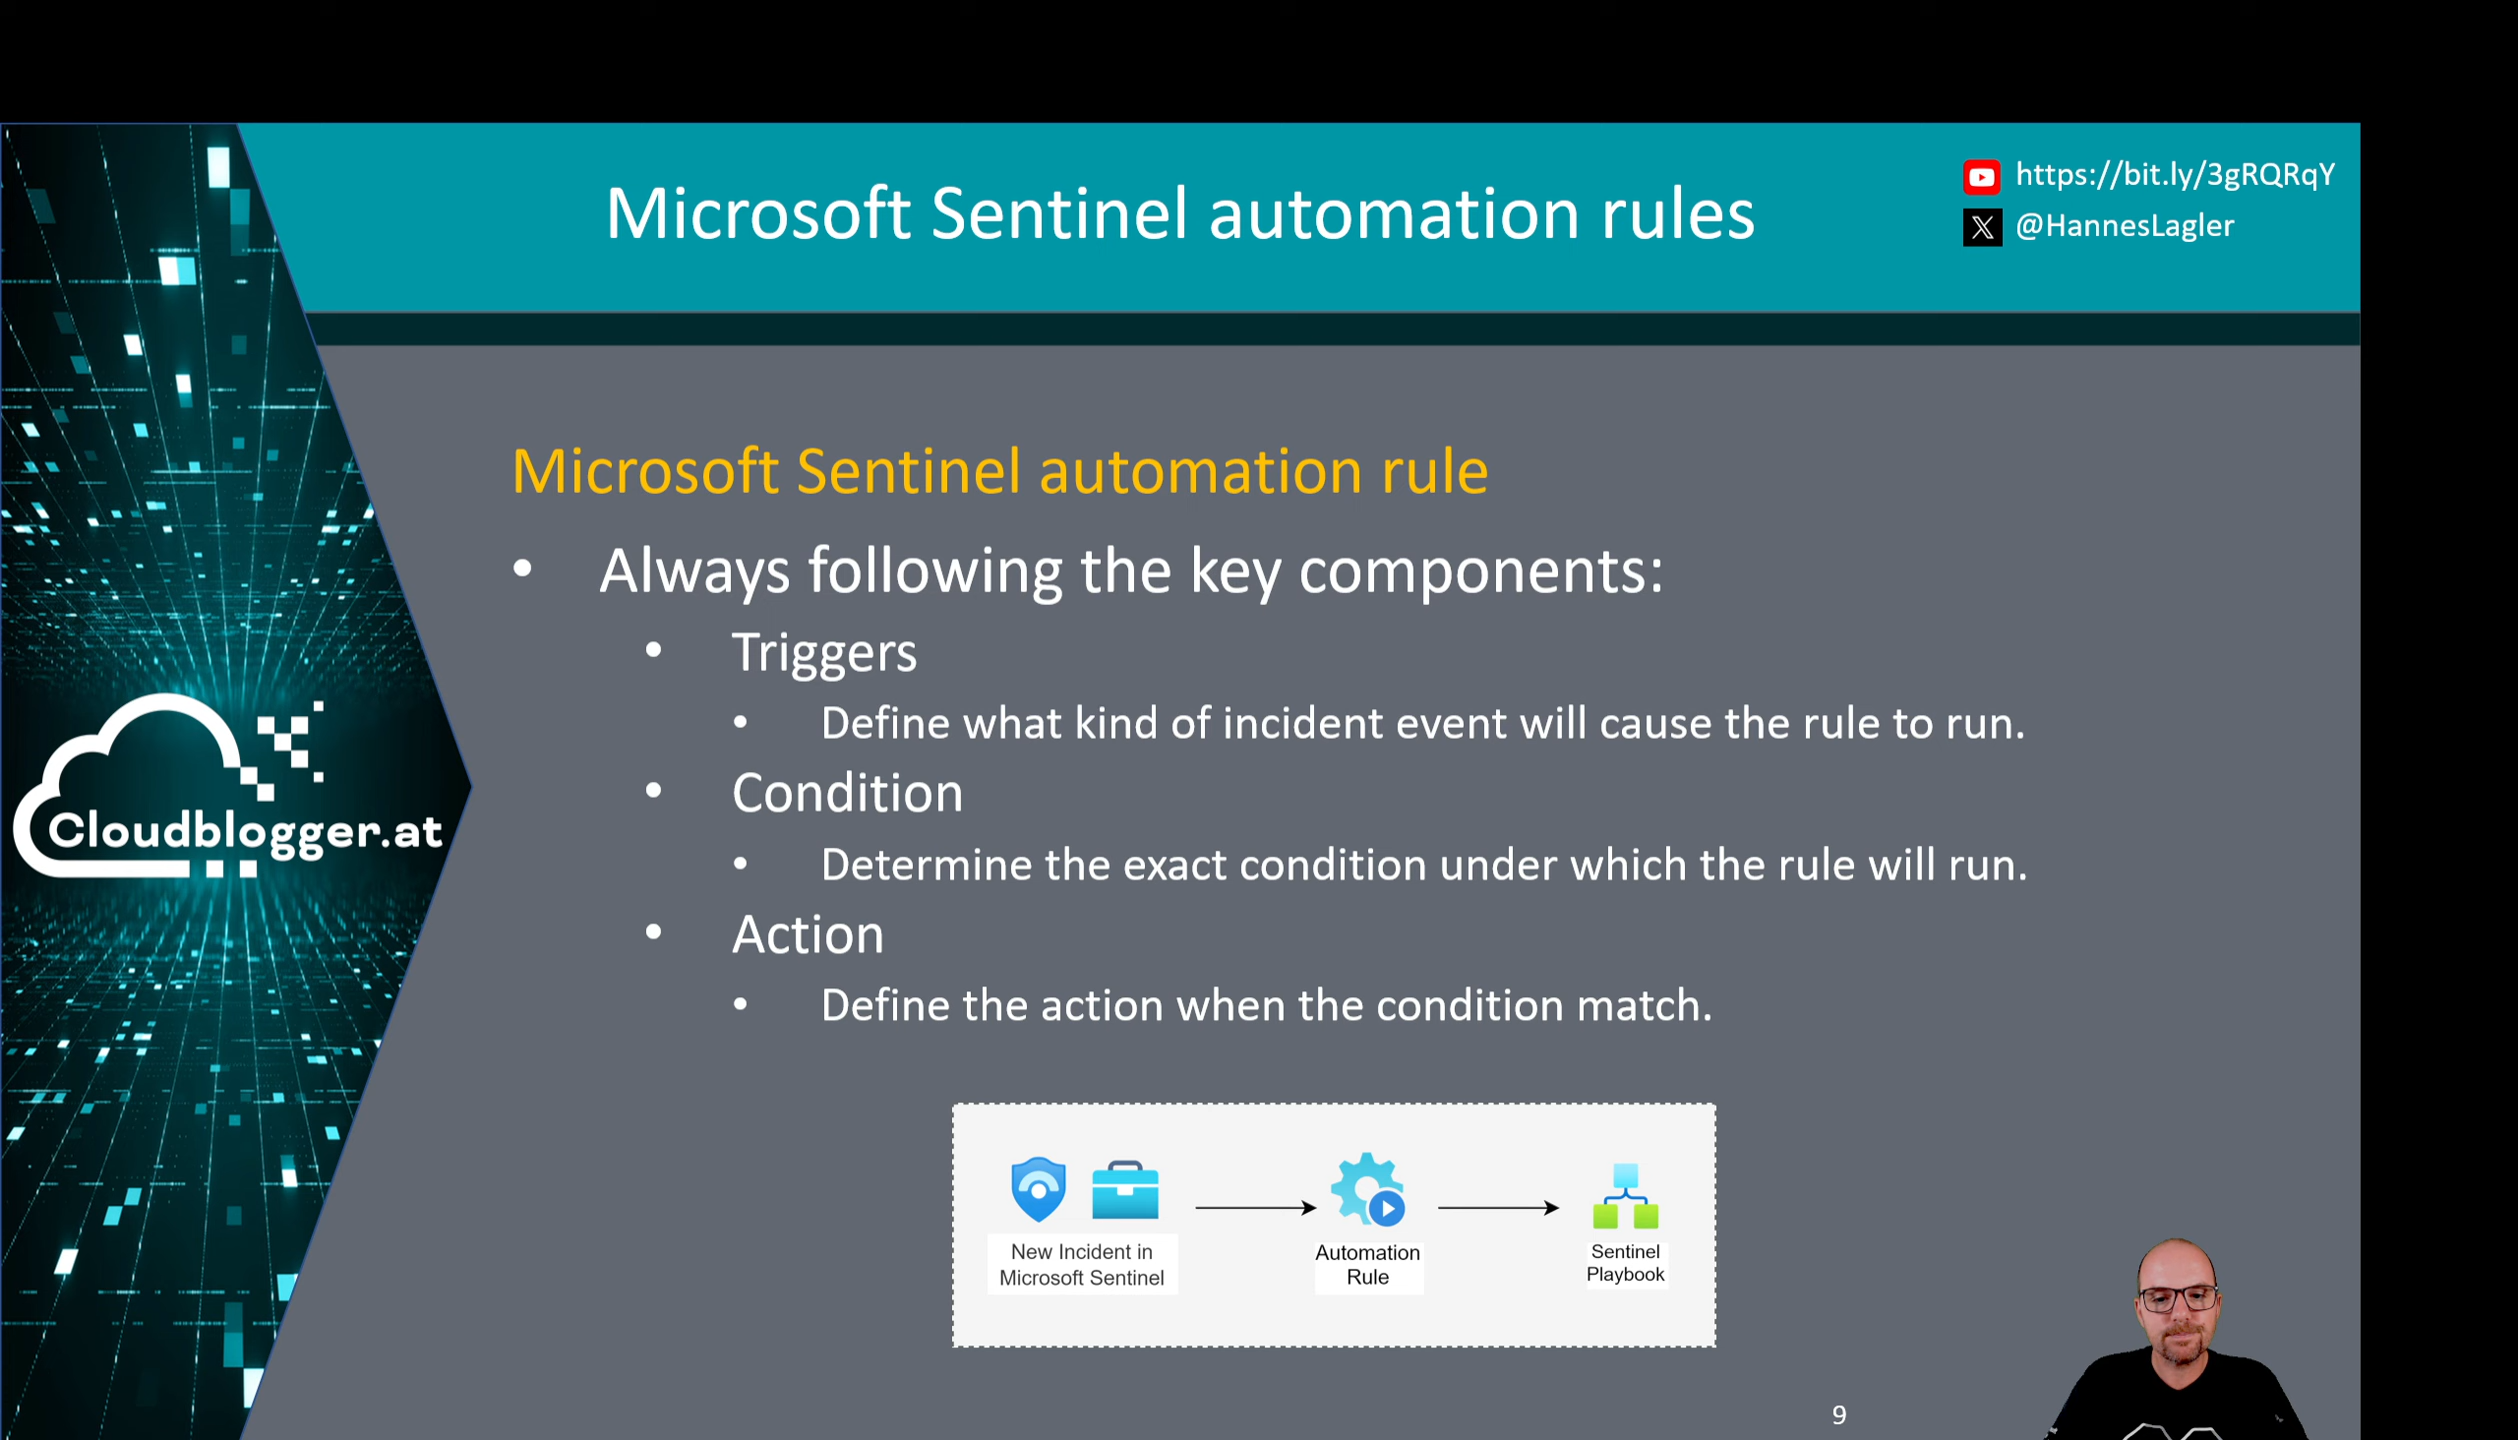 Microsoft Sentinel automation rules
https://bit.ly/3gRQRqY
@HannesLagler
Microsoft Sentinel automation rule
• Always following the key components:
• Triggers
• Define what kind of incident event will cause the rule to run.
• Condition
• Determine the exact condition under which the rule will run.
• Action
• Define the action when the condition match.
Cloudblogger.at
New Incident in
Microsoft Sentinel
Automation
Rule
Sentinel
Playbook
9